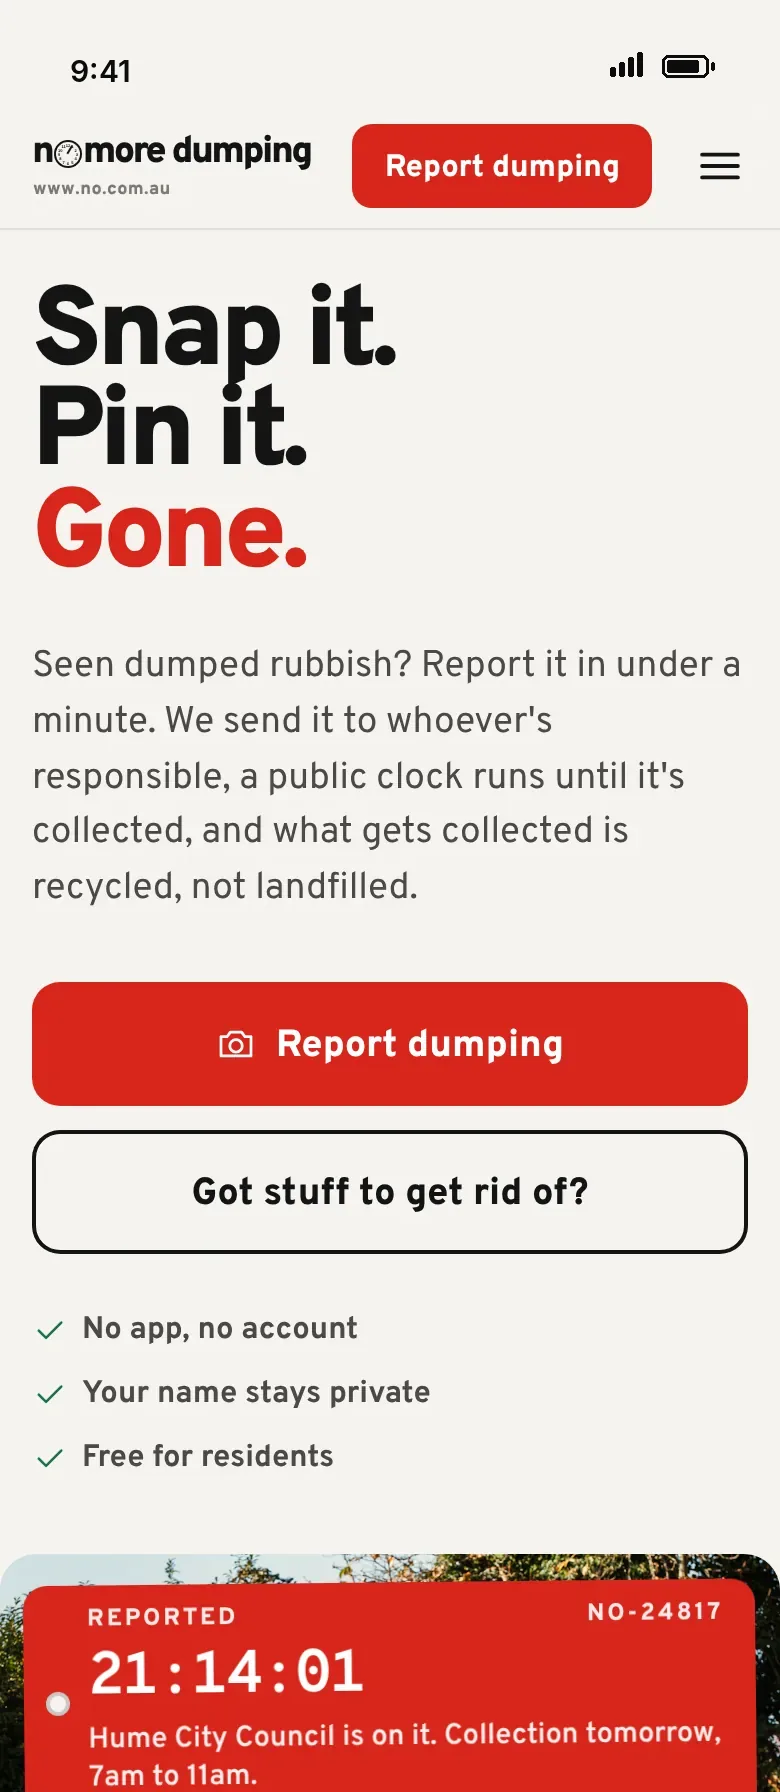 9:41
no more dumping
www.no.com.au
Report dumping
Snap it.
Pin it.
Gone.
Seen dumped rubbish? Report it in under a
minute. We send it to whoever's
responsible, a public clock runs until it's
collected, and what gets collected is
recycled, not landfilled.
Report dumping
Got stuff to get rid of?
No app, no account
Your name stays private
Free for residents
REPORTED
NO-24817
21:14:01
Hume City Council is on it. Collection tomorrow,
7am to 11am.